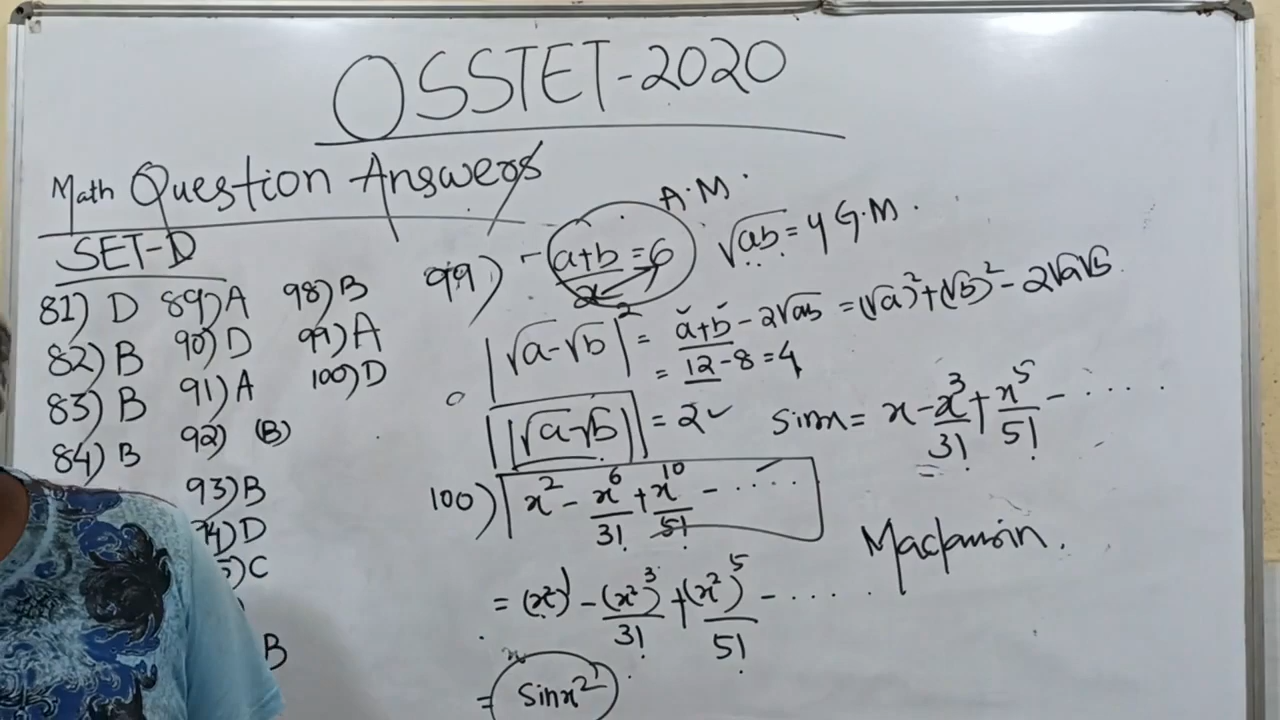 OSSTET-2020
Math Question Answers
SET-D
81) D 89) A 98) B
82) B 90) D 99) A
83) B 91) A 100) D
84) B 92) (B)
93) B
94) D
C
B
99) (a+b)/2 = 6 A.M.
√ab = 4 G.M.
|√a-√b|² = a+b - 2√ab = (√a)²+(√b)² - 2√a√b
= 12-8 = 4
||√a-√b|| = 2 ✓
sinx = x - x³/3! + x⁵/5! - ....
100) x² - x⁶/3! + x¹⁰/5! - ....
Maclaurin.
= (x²)¹ - (x²)³/3! + (x²)⁵/5! - .....
= Sinx²